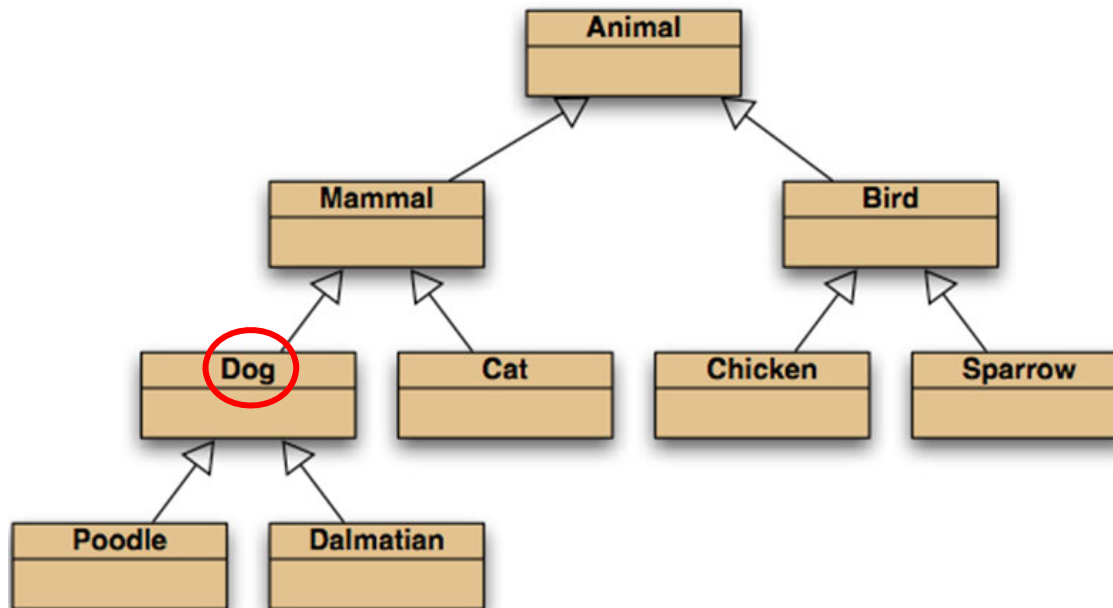 Animal
Mammal
Bird
Dog
Cat
Chicken
Sparrow
Poodle
Dalmatian